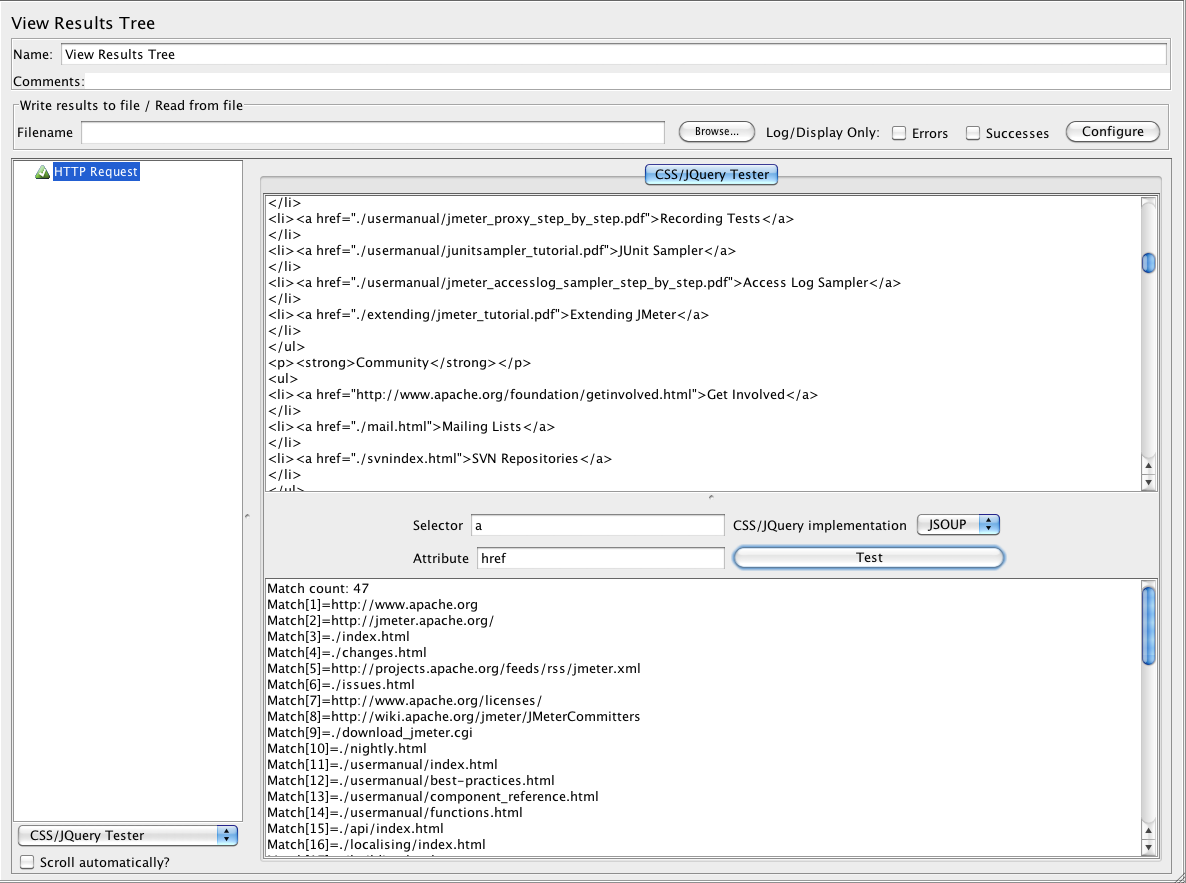 View Results Tree
Name: View Results Tree
Comments:
Write results to file / Read from file
Filename Browse... Log/Display Only: Errors Successes Configure
HTTP Request
CSS/JQuery Tester
</li>
<li><a href="./usermanual/jmeter_proxy_step_by_step.pdf">Recording Tests</a>
</li>
<li><a href="./usermanual/junitsampler_tutorial.pdf">JUnit Sampler</a>
</li>
<li><a href="./usermanual/jmeter_accesslog_sampler_step_by_step.pdf">Access Log Sampler</a>
</li>
<li><a href="./extending/jmeter_tutorial.pdf">Extending JMeter</a>
</li>
</ul>
<p><strong>Community</strong></p>
<ul>
<li><a href="http://www.apache.org/foundation/getinvolved.html">Get Involved</a>
</li>
<li><a href="./mail.html">Mailing Lists</a>
</li>
<li><a href="./svnindex.html">SVN Repositories</a>
</li>
</ul>
Selector a CSS/JQuery implementation JSOUP
Attribute href Test
Match count: 47
Match[1]=http://www.apache.org
Match[2]=http://jmeter.apache.org/
Match[3]=./index.html
Match[4]=./changes.html
Match[5]=http://projects.apache.org/feeds/rss/jmeter.xml
Match[6]=./issues.html
Match[7]=http://www.apache.org/licenses/
Match[8]=http://wiki.apache.org/jmeter/JMeterCommitters
Match[9]=./download_jmeter.cgi
Match[10]=./nightly.html
Match[11]=./usermanual/index.html
Match[12]=./usermanual/best-practices.html
Match[13]=./usermanual/component_reference.html
Match[14]=./usermanual/functions.html
Match[15]=./api/index.html
Match[16]=./localising/index.html
CSS/JQuery Tester
Scroll automatically?